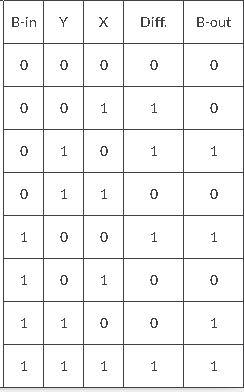 B-in Y X Diff. B-out
0 0 0 0 0
0 0 1 1 0
0 1 0 1 1
0 1 1 0 0
1 0 0 1 1
1 0 1 0 0
1 1 0 0 1
1 1 1 1 1